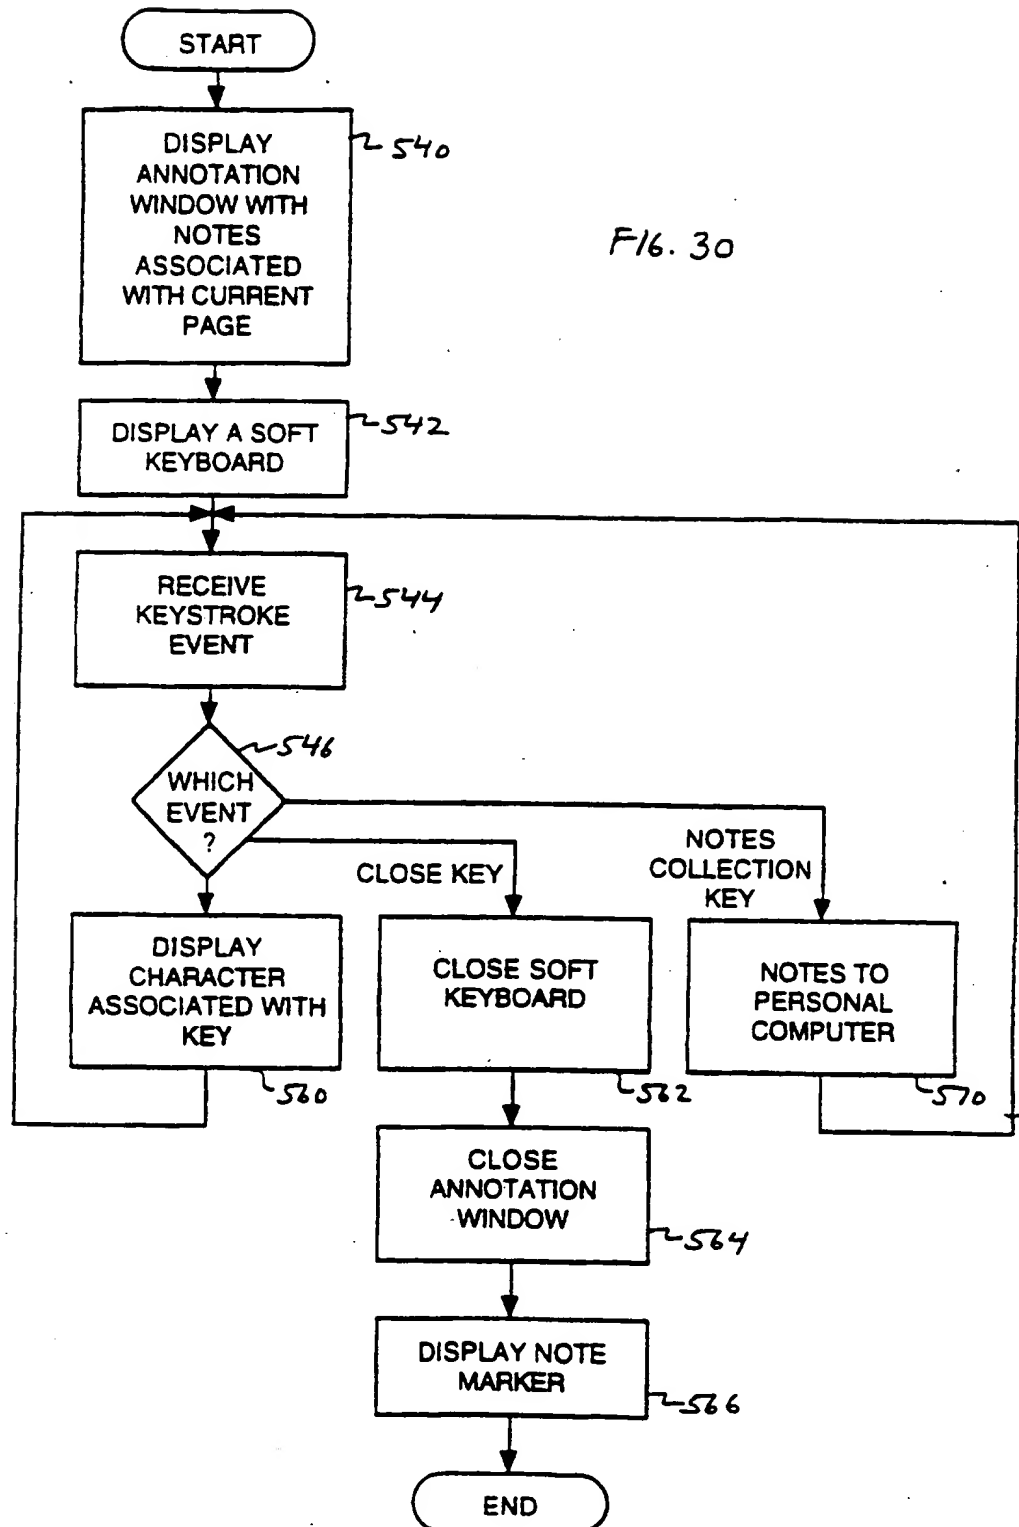 START
DISPLAY
ANNOTATION
WINDOW WITH
NOTES
ASSOCIATED
WITH CURRENT
PAGE
540
FIG. 30
DISPLAY A SOFT
KEYBOARD
542
RECEIVE
KEYSTROKE
EVENT
544
WHICH
EVENT
?
546
CLOSE KEY
NOTES
COLLECTION
KEY
DISPLAY
CHARACTER
ASSOCIATED WITH
KEY
560
CLOSE SOFT
KEYBOARD
562
NOTES TO
PERSONAL
COMPUTER
570
CLOSE
ANNOTATION
WINDOW
564
DISPLAY NOTE
MARKER
566
END